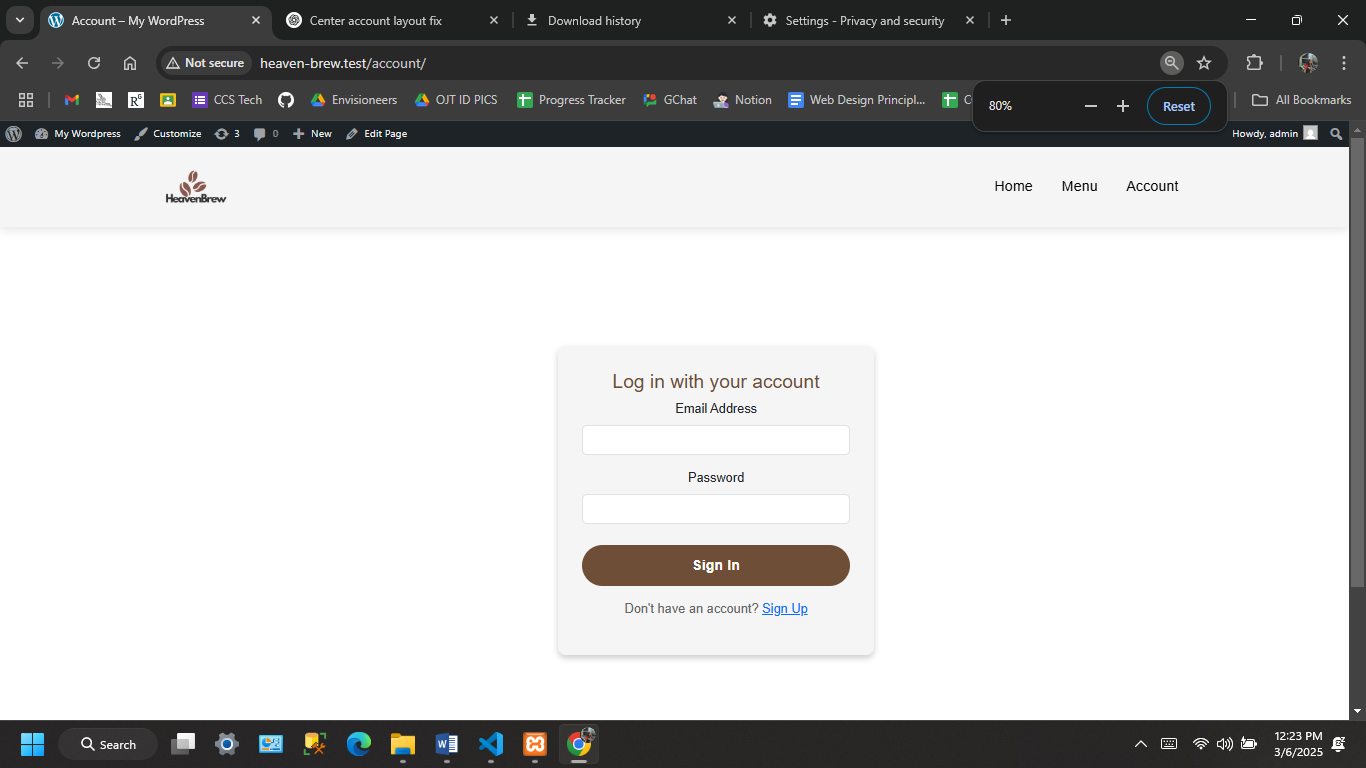 Account – My WordPress
Center account layout fix
Download history
Settings - Privacy and security
Not secure
heaven-brew.test/account/
CCS Tech
Envisioneers
OJT ID PICS
Progress Tracker
GChat
Notion
Web Design Principl...
All Bookmarks
80%
Reset
My Wordpress
Customize
3
New
Edit Page
Howdy, admin
HeavenBrew
Home
Menu
Account
Log in with your account
Email Address
Password
Sign In
Don't have an account? Sign Up
Search
12:23 PM
3/6/2025